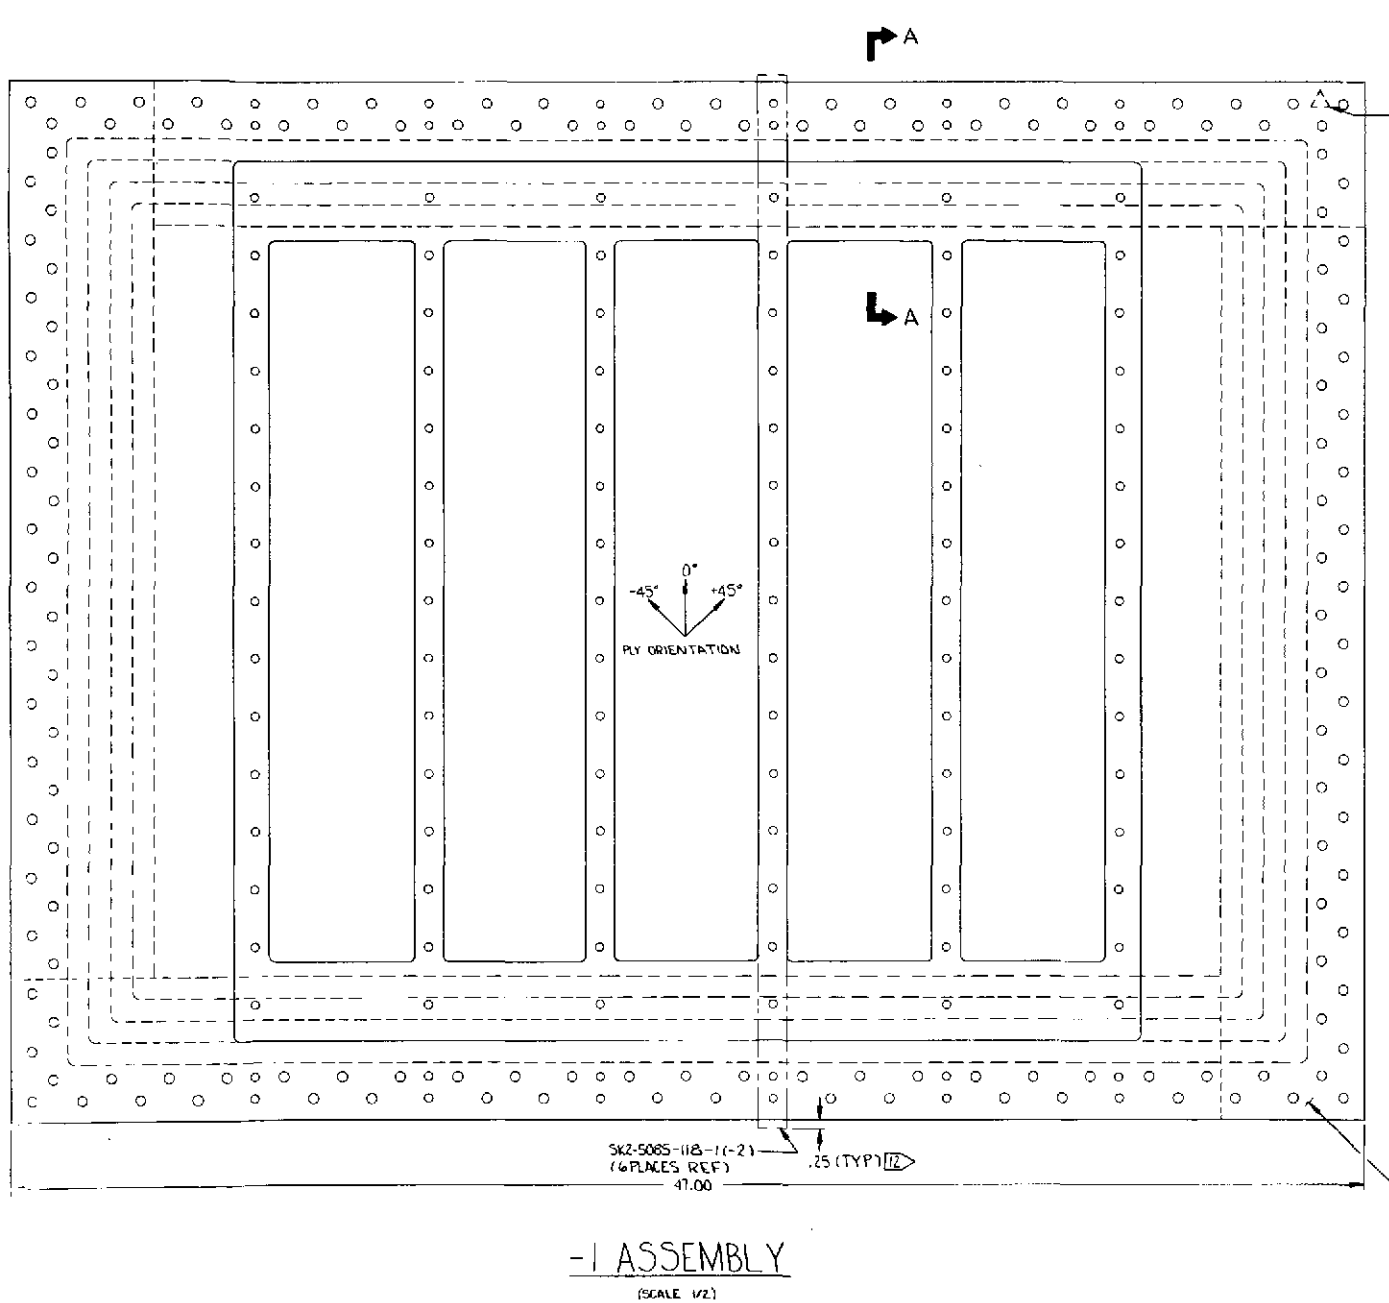 A
A
0°
-45° +45°
PLY ORIENTATION
SK2-5085-118-1(-2)
(6 PLACES REF)
.25 (TYP) 12
47.00
-1 ASSEMBLY
(SCALE 1/2)